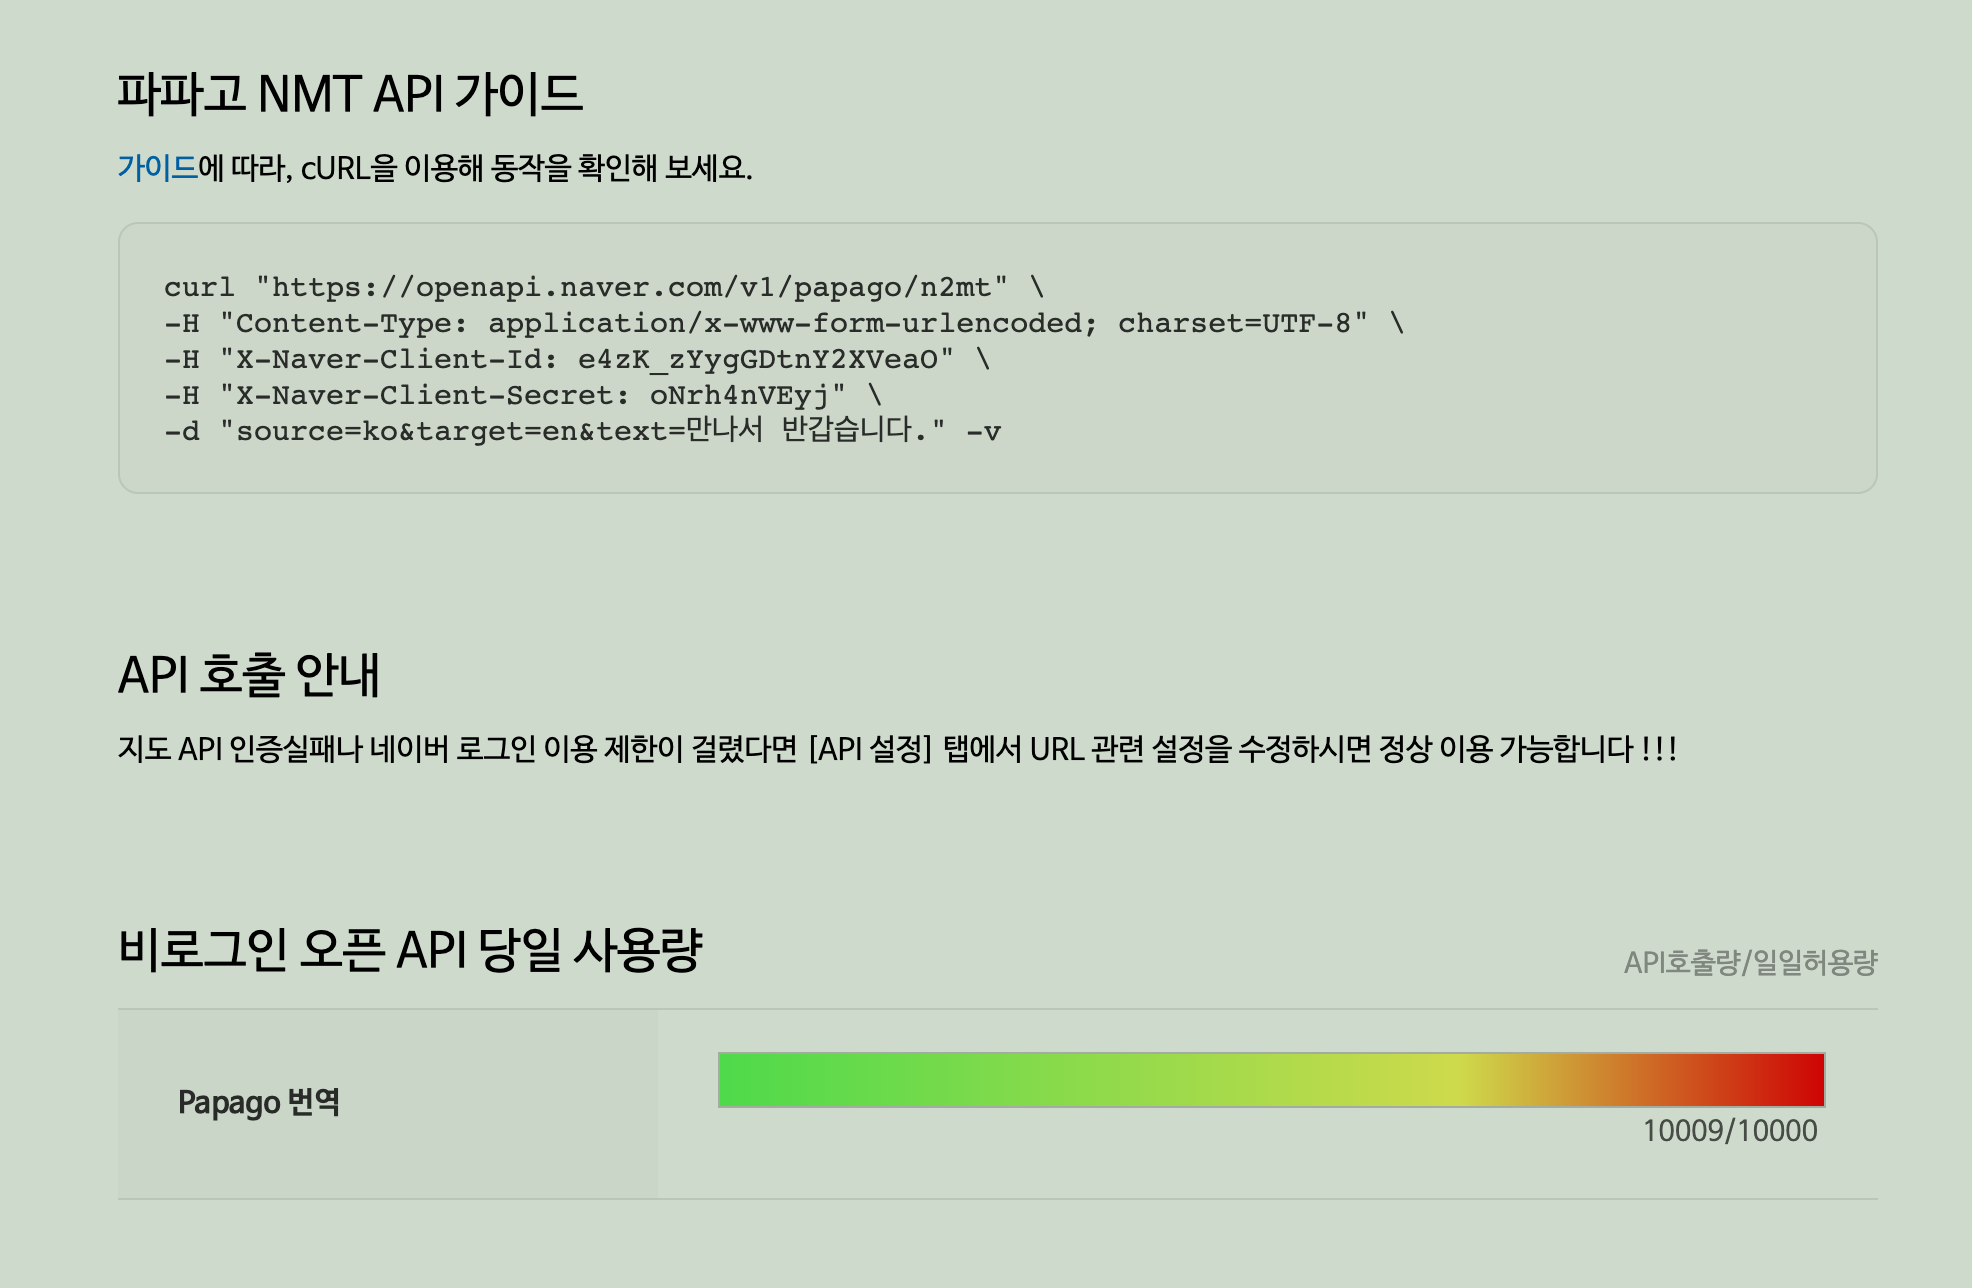 파파고 NMT API 가이드
가이드에 따라, cURL을 이용해 동작을 확인해 보세요.
curl "https://openapi.naver.com/v1/papago/n2mt" \
-H "Content-Type: application/x-www-form-urlencoded; charset=UTF-8" \
-H "X-Naver-Client-Id: e4zK_zYygGDtnY2XVeaO" \
-H "X-Naver-Client-Secret: oNrh4nVEyj" \
-d "source=ko&target=en&text=만나서 반갑습니다." -v
API 호출 안내
지도 API 인증실패나 네이버 로그인 이용 제한이 걸렸다면 [API 설정] 탭에서 URL 관련 설정을 수정하시면 정상 이용 가능합니다 !!!
비로그인 오픈 API 당일 사용량
API호출량/일일허용량
Papago 번역
10009/10000